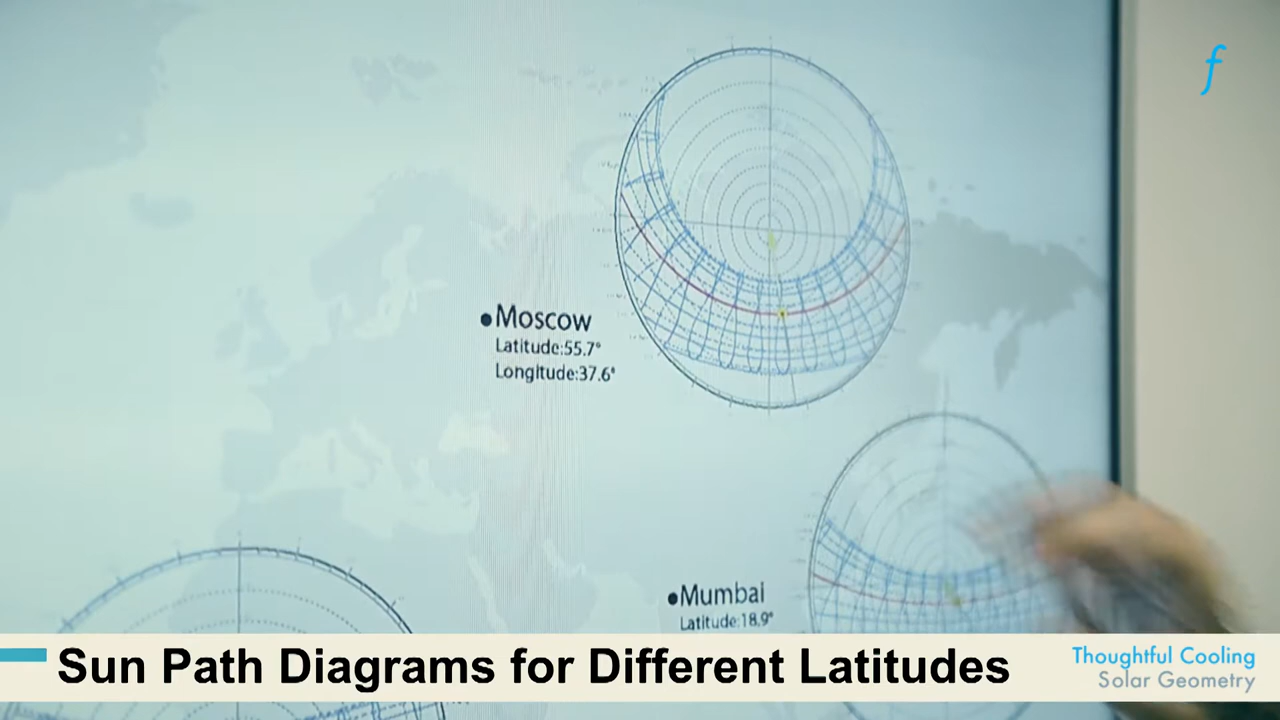 f
Moscow
Latitude:55.7°
Longitude:37.6°
Mumbai
Latitude:18.9°
Sun Path Diagrams for Different Latitudes
Thoughtful Cooling
Solar Geometry